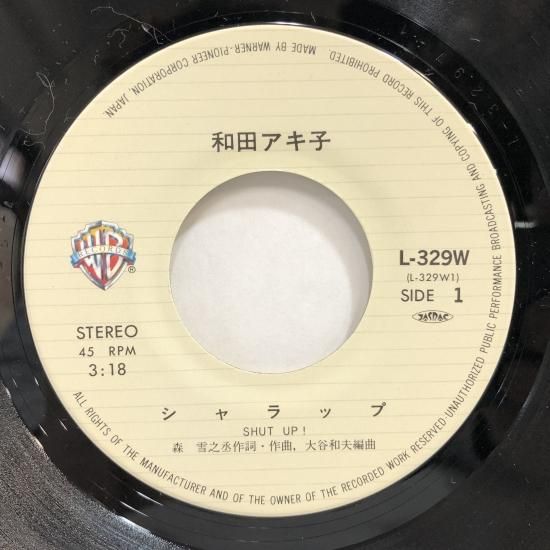 MADE BY WARNER-PIONEER CORPORATION, JAPAN.
ALL RIGHTS OF THE MANUFACTURER AND OF THE OWNER OF THE RECORDED WORK RESERVED·UNAUTHORIZED PUBLIC PERFORMANCE BROADCASTING AND COPYING OF THIS RECORD PROHIBITED.
和田アキ子
WB
RECORDS
®
L-329W
(L-329W1)
SIDE 1
JASRAC
STEREO
45 RPM
3:18
シャラップ
SHUT UP!
森 雪之丞作詞・作曲, 大谷和夫編曲